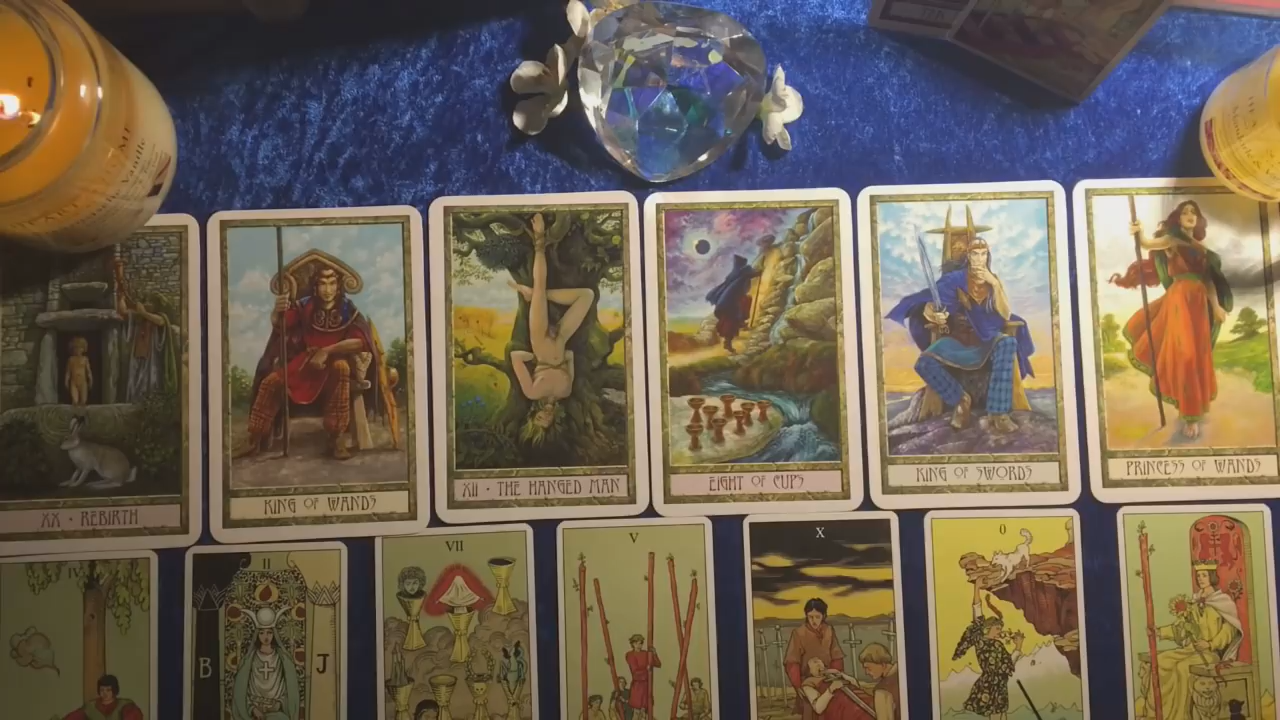 XX • REBIRTH
KING OF WANDS
XII • THE HANGED MAN
EIGHT OF CUPS
KING OF SWORDS
PRINCESS OF WANDS
IV
II
B
J
VII
V
X
0